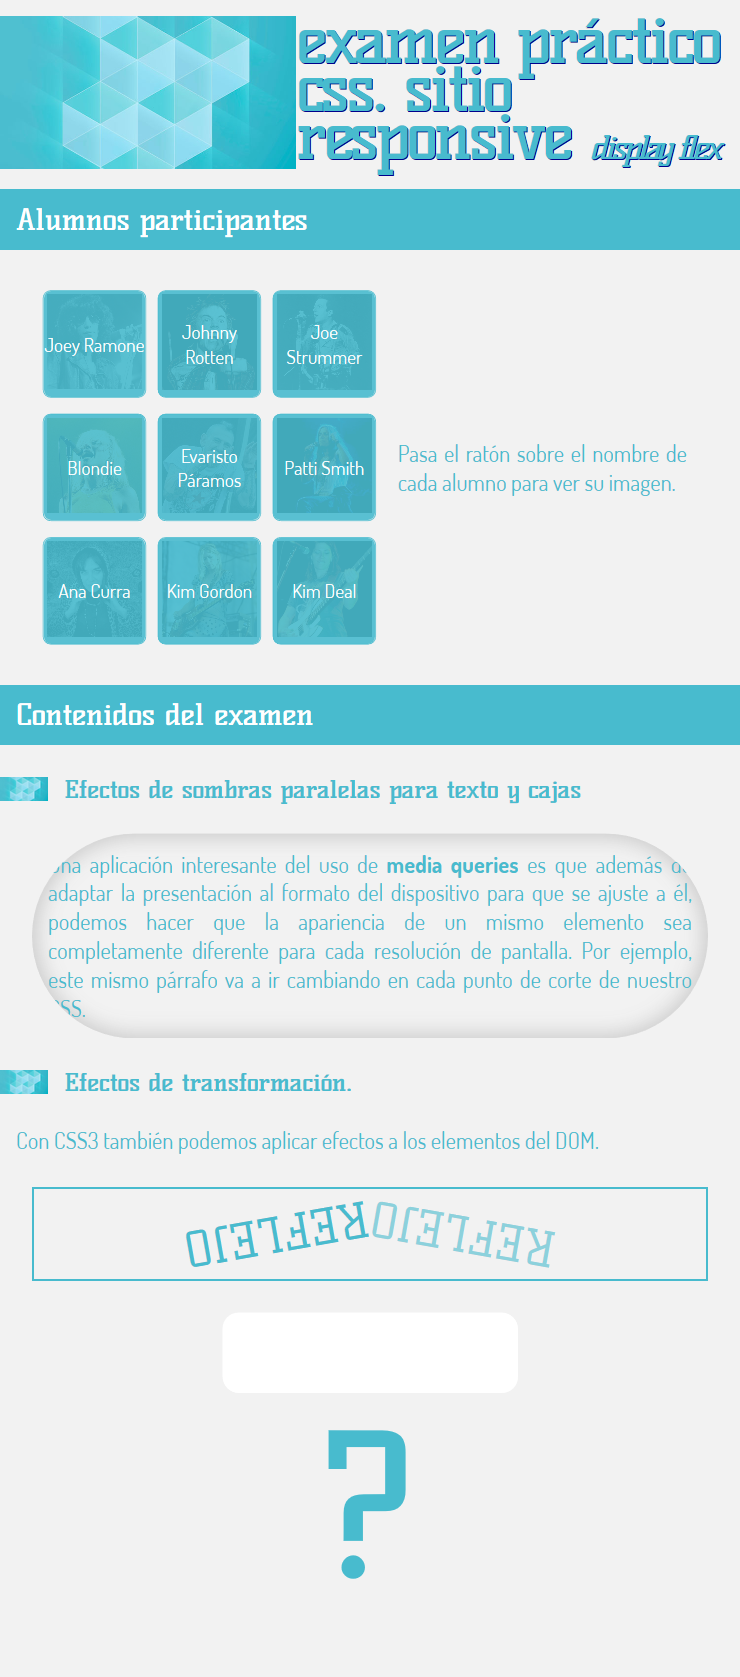 examen práctico
css. sitio
responsive display flex
Alumnos participantes
Joey Ramone
Johnny
Rotten
Joe
Strummer
Blondie
Evaristo
Páramos
Patti Smith
Pasa el ratón sobre el nombre de
cada alumno para ver su imagen.
Ana Curra
Kim Gordon
Kim Deal
Contenidos del examen
Efectos de sombras paralelas para texto y cajas
Una aplicación interesante del uso de media queries es que además de
adaptar la presentación al formato del dispositivo para que se ajuste a él,
podemos hacer que la apariencia de un mismo elemento sea
completamente diferente para cada resolución de pantalla. Por ejemplo,
este mismo párrafo va a ir cambiando en cada punto de corte de nuestro
CSS.
Efectos de transformación.
Con CSS3 también podemos aplicar efectos a los elementos del DOM.
REFLEJO REFLEJO
?